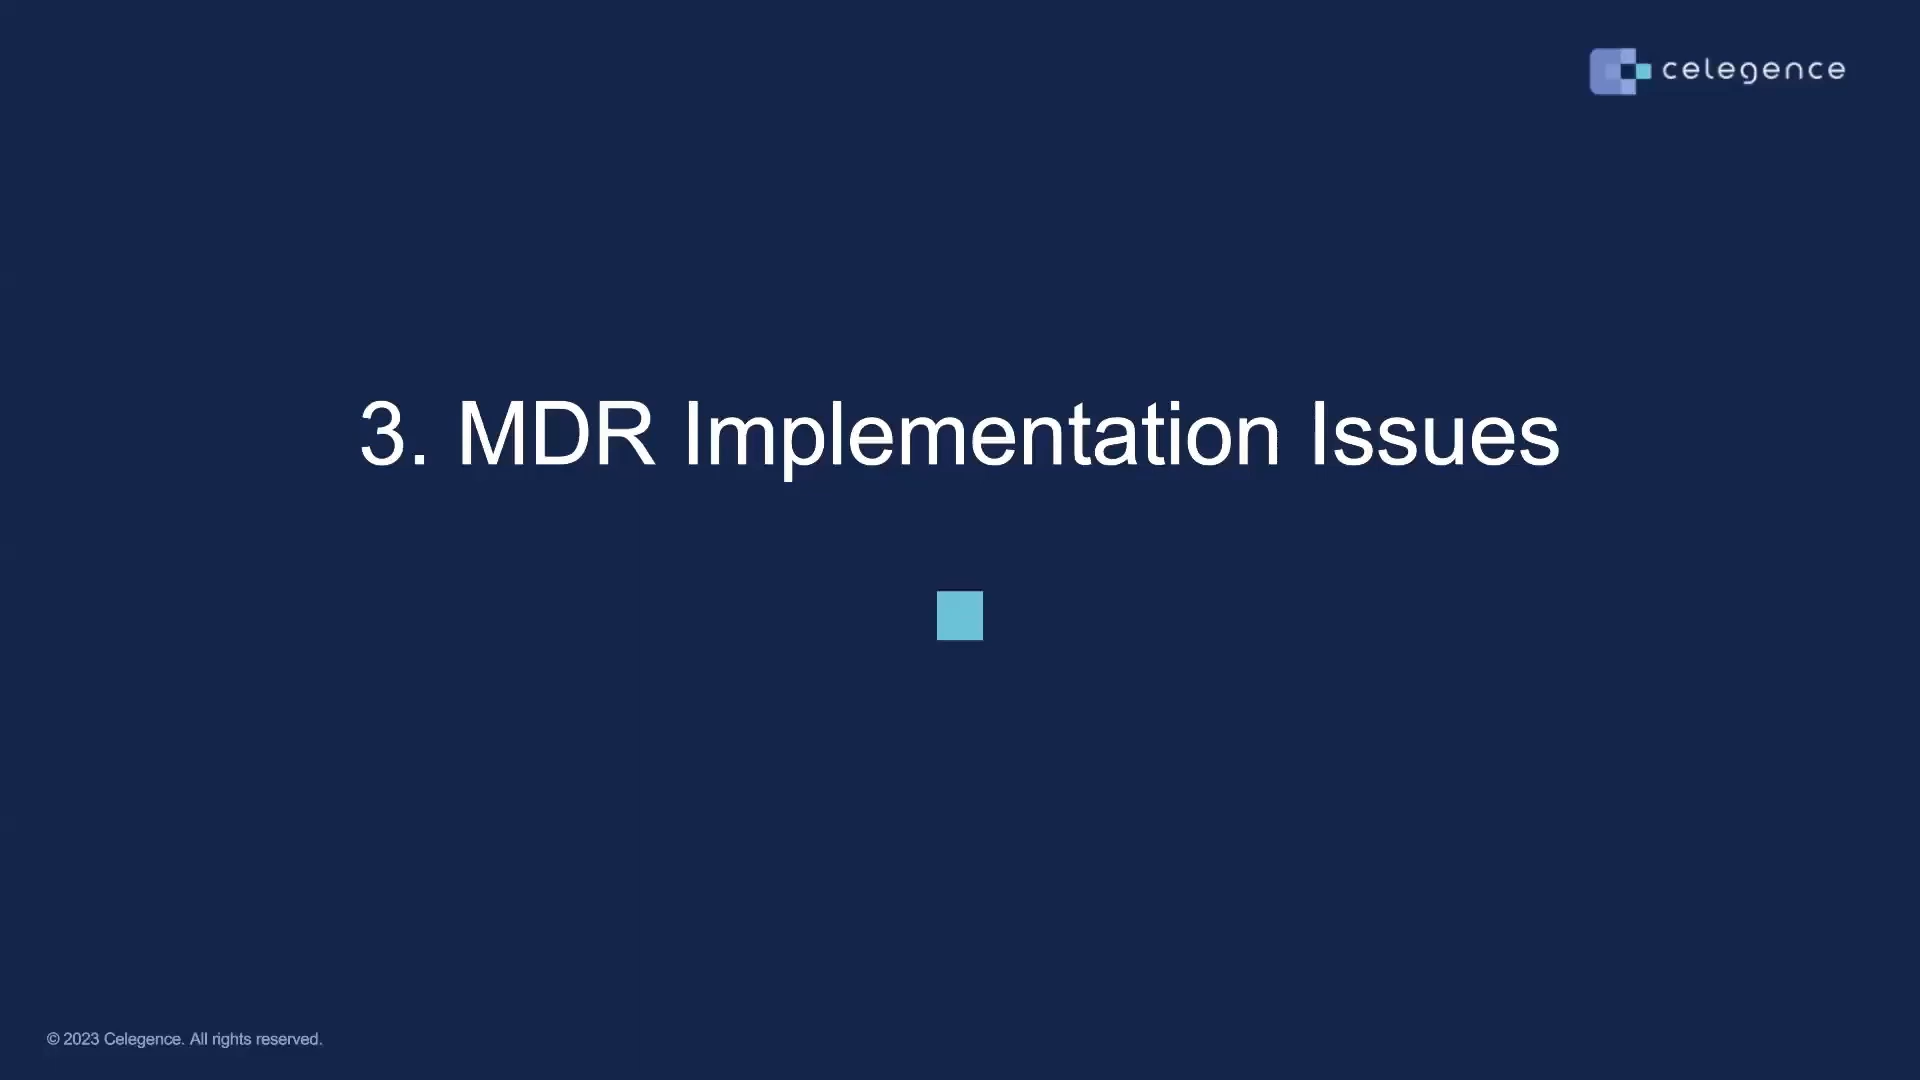 celegence
3. MDR Implementation Issues
© 2023 Celegence. All rights reserved.